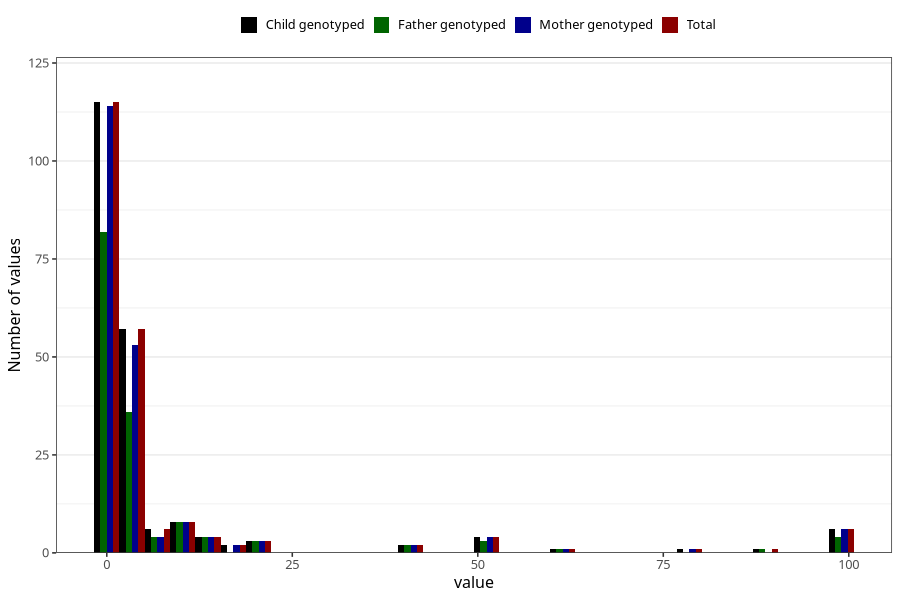 Child genotyped Father genotyped Mother genotyped Total
125
100
75
50
25
0
Number of values
0 25 50 75 100
value